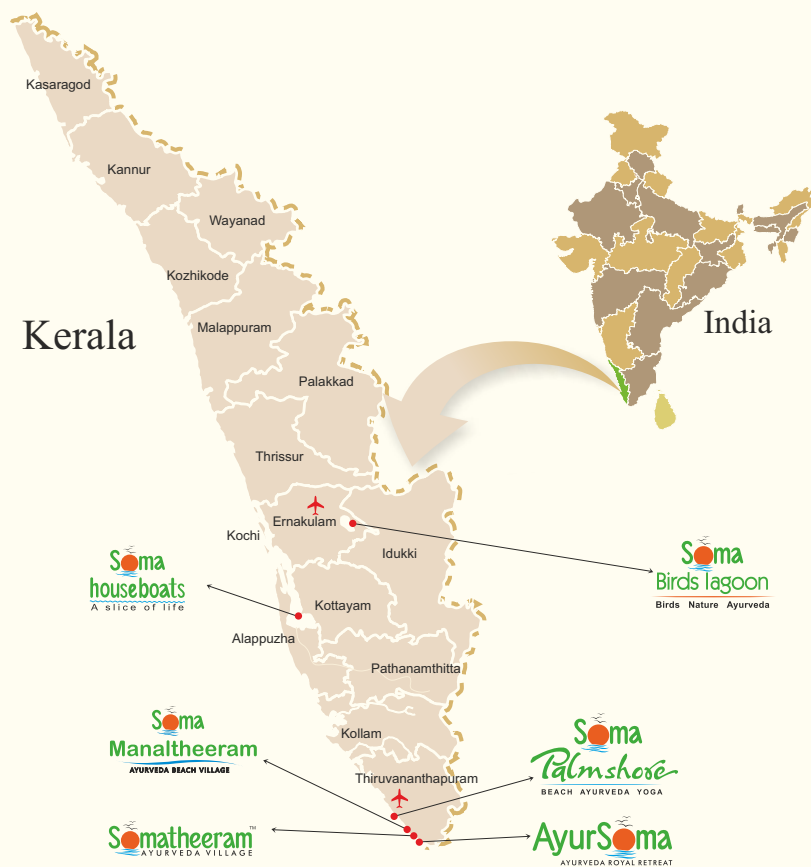 Kasaragod
Kannur
Wayanad
Kozhikode
Kerala
Malappuram
India
Palakkad
Thrissur
Ernakulam
Kochi
Idukki
Soma
houseboats
A slice of life
Soma
Birds lagoon
Birds Nature Ayurveda
Kottayam
Alappuzha
Pathanamthitta
Soma
Manaltheeram
AYURVEDA BEACH VILLAGE
Kollam
Soma
Palmshore
BEACH AYURVEDA YOGA
Thiruvananthapuram
Somatheeram™
AYURVEDA VILLAGE
AyurSoma
AYURVEDA ROYAL RETREAT